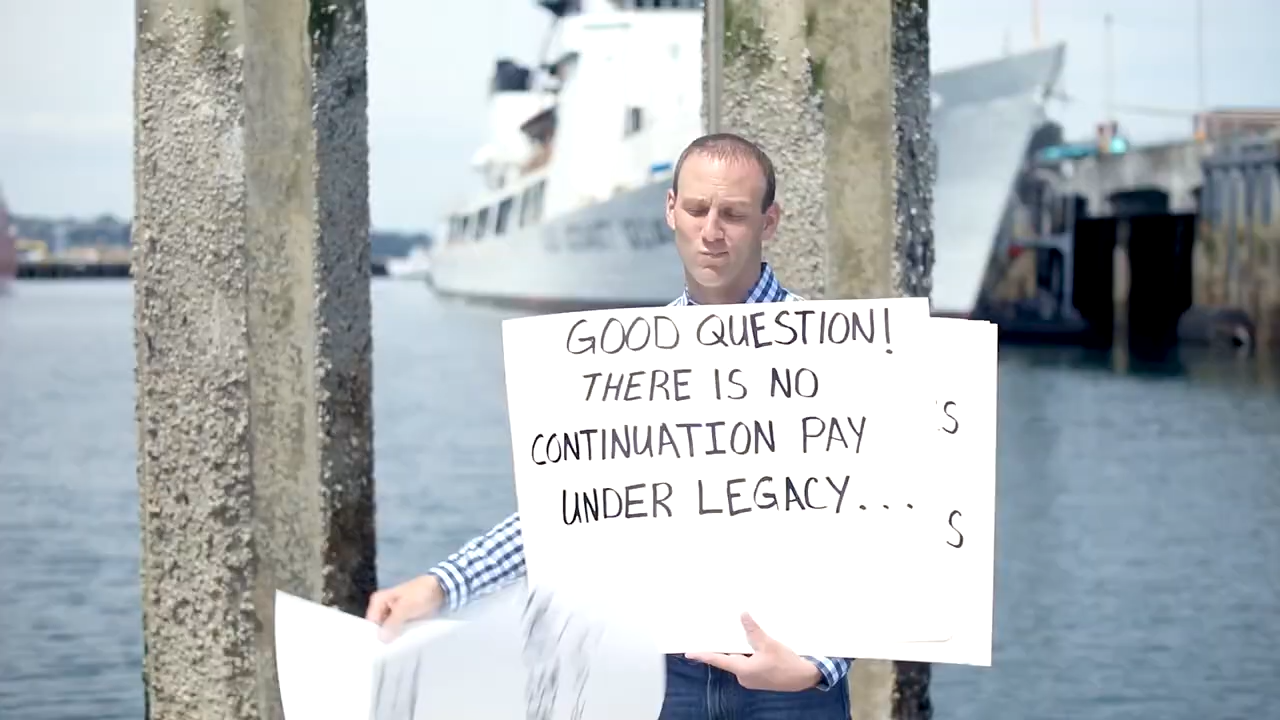 GOOD QUESTION!
THERE IS NO
CONTINUATION PAY
UNDER LEGACY...
S
S